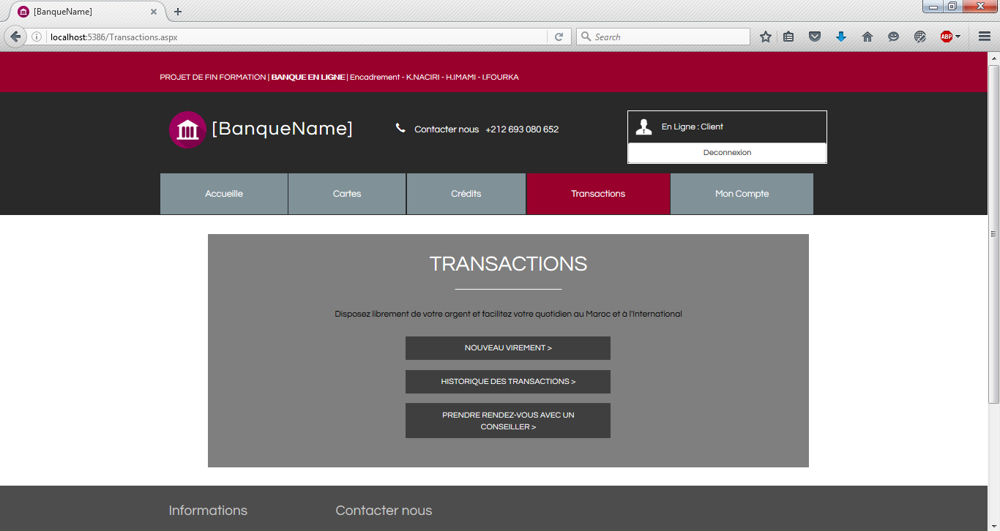 [BanqueName]
localhost:5386/Transactions.aspx
Search
ABP
PROJET DE FIN FORMATION | BANQUE EN LIGNE | Encadrement - K.NACIRI - H.IMAMI - I.FOURKA
[BanqueName]
Contacter nous +212 693 080 652
En Ligne : Client
Deconnexion
Accueille
Cartes
Crédits
Transactions
Mon Compte
TRANSACTIONS
Disposez librement de votre argent et facilitez votre quotidien au Maroc et à l'International
NOUVEAU VIREMENT >
HISTORIQUE DES TRANSACTIONS >
PRENDRE RENDEZ-VOUS AVEC UN
CONSEILLER >
Informations
Contacter nous